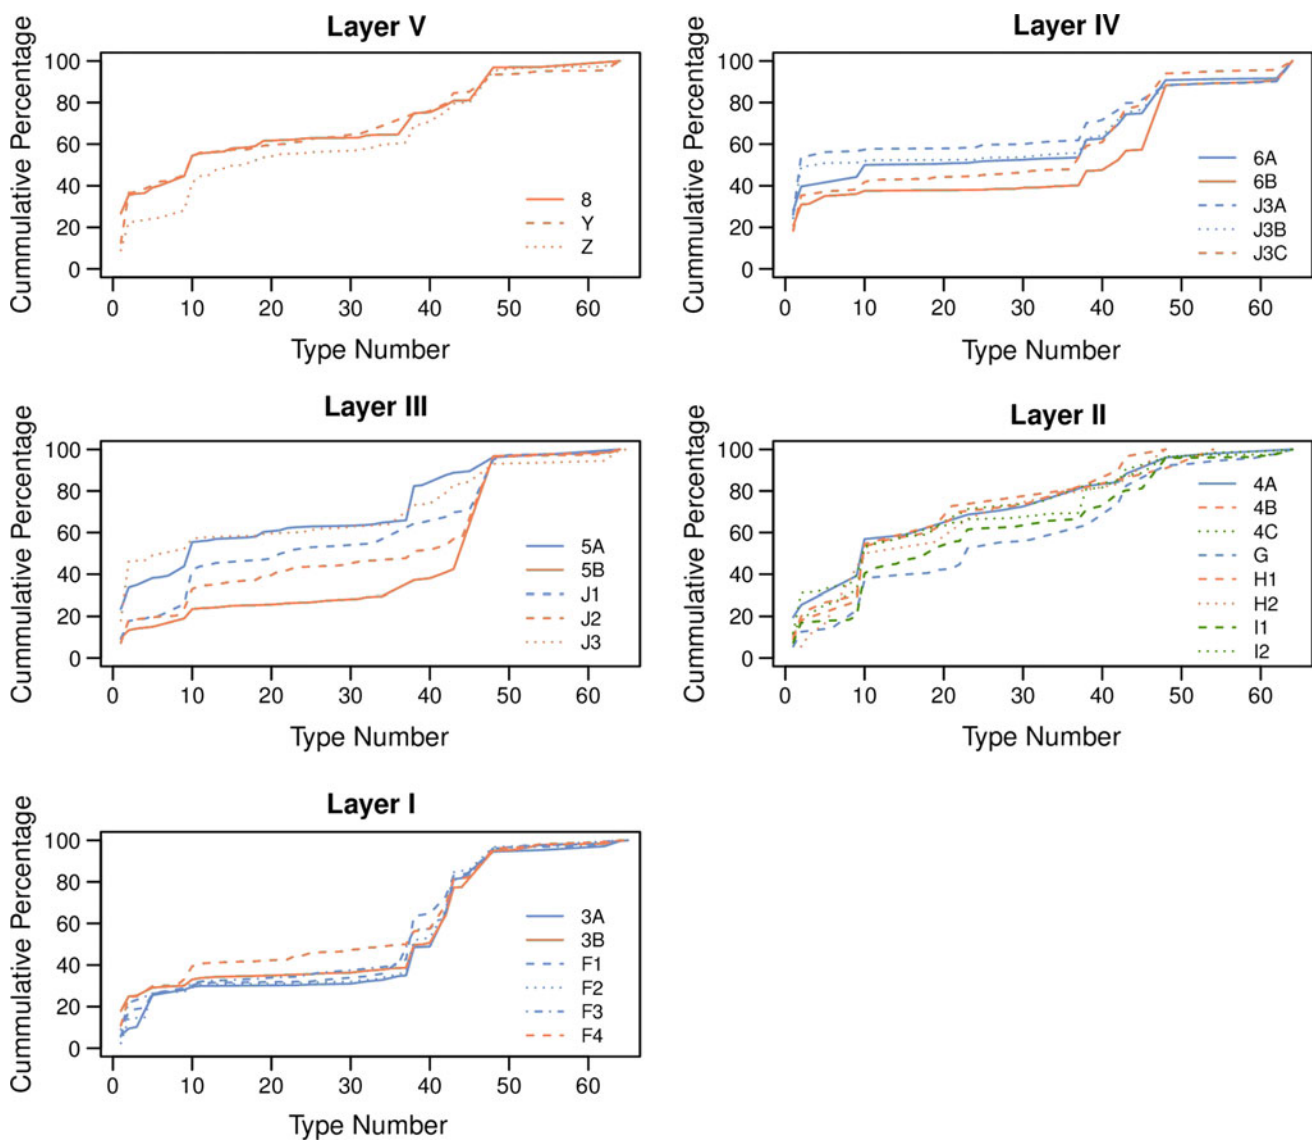 Layer V
Cummulative Percentage
100
80
60
40
20
0
8
Y
Z
0 10 20 30 40 50 60
Type Number
Layer IV
Cummulative Percentage
100
80
60
40
20
0
6A
6B
J3A
J3B
J3C
0 10 20 30 40 50 60
Type Number
Layer III
Cummulative Percentage
100
80
60
40
20
0
5A
5B
J1
J2
J3
0 10 20 30 40 50 60
Type Number
Layer II
Cummulative Percentage
100
80
60
40
20
0
4A
4B
4C
G
H1
H2
I1
I2
0 10 20 30 40 50 60
Type Number
Layer I
Cummulative Percentage
100
80
60
40
20
0
3A
3B
F1
F2
F3
F4
0 10 20 30 40 50 60
Type Number